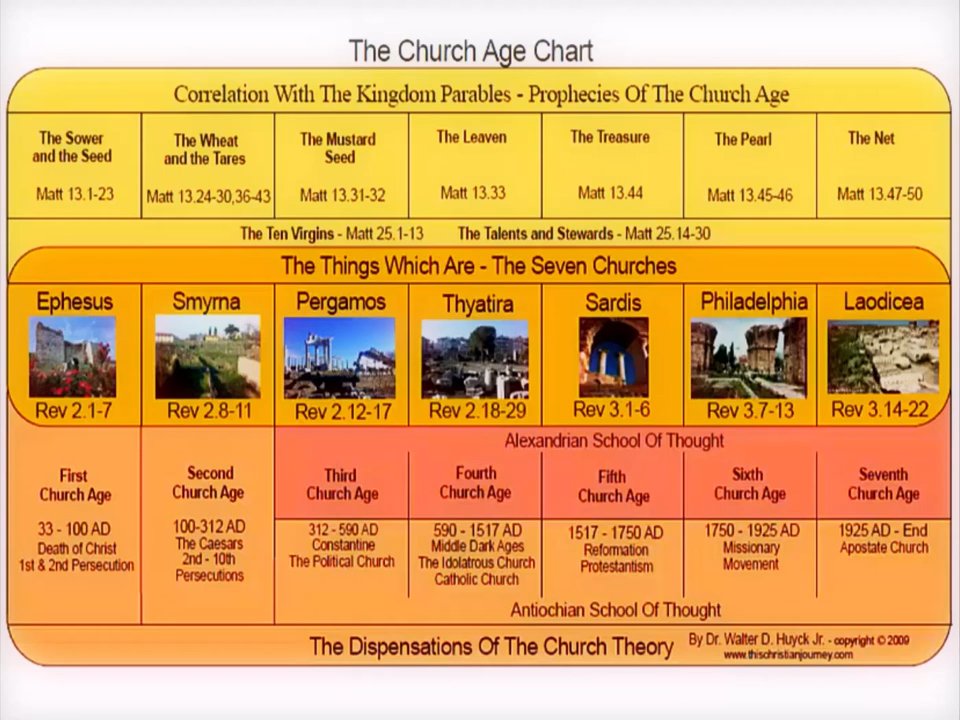 The Church Age Chart
Correlation With The Kingdom Parables - Prophecies Of The Church Age
The Sower
and the Seed
Matt 13.1-23
The Wheat
and the Tares
Matt 13.24-30,36-43
The Mustard
Seed
Matt 13.31-32
The Leaven
Matt 13.33
The Treasure
Matt 13.44
The Pearl
Matt 13.45-46
The Net
Matt 13.47-50
The Ten Virgins - Matt 25.1-13 The Talents and Stewards - Matt 25.14-30
The Things Which Are - The Seven Churches
Ephesus
Rev 2.1-7
Smyrna
Rev 2.8-11
Pergamos
Rev 2.12-17
Thyatira
Rev 2.18-29
Sardis
Rev 3.1-6
Philadelphia
Rev 3.7-13
Laodicea
Rev 3.14-22
Alexandrian School Of Thought
First
Church Age
33 - 100 AD
Death of Christ
1st & 2nd Persecution
Second
Church Age
100-312 AD
The Caesars
2nd - 10th
Persecutions
Third
Church Age
312 - 590 AD
Constantine
The Political Church
Fourth
Church Age
590 - 1517 AD
Middle Dark Ages
The Idolatrous Church
Catholic Church
Fifth
Church Age
1517 - 1750 AD
Reformation
Protestantism
Sixth
Church Age
1750 - 1925 AD
Missionary
Movement
Seventh
Church Age
1925 AD - End
Apostate Church
Antiochian School Of Thought
The Dispensations Of The Church Theory
By Dr. Walter D. Huyck Jr. - copyright © 2009
www.thischristianjourney.com